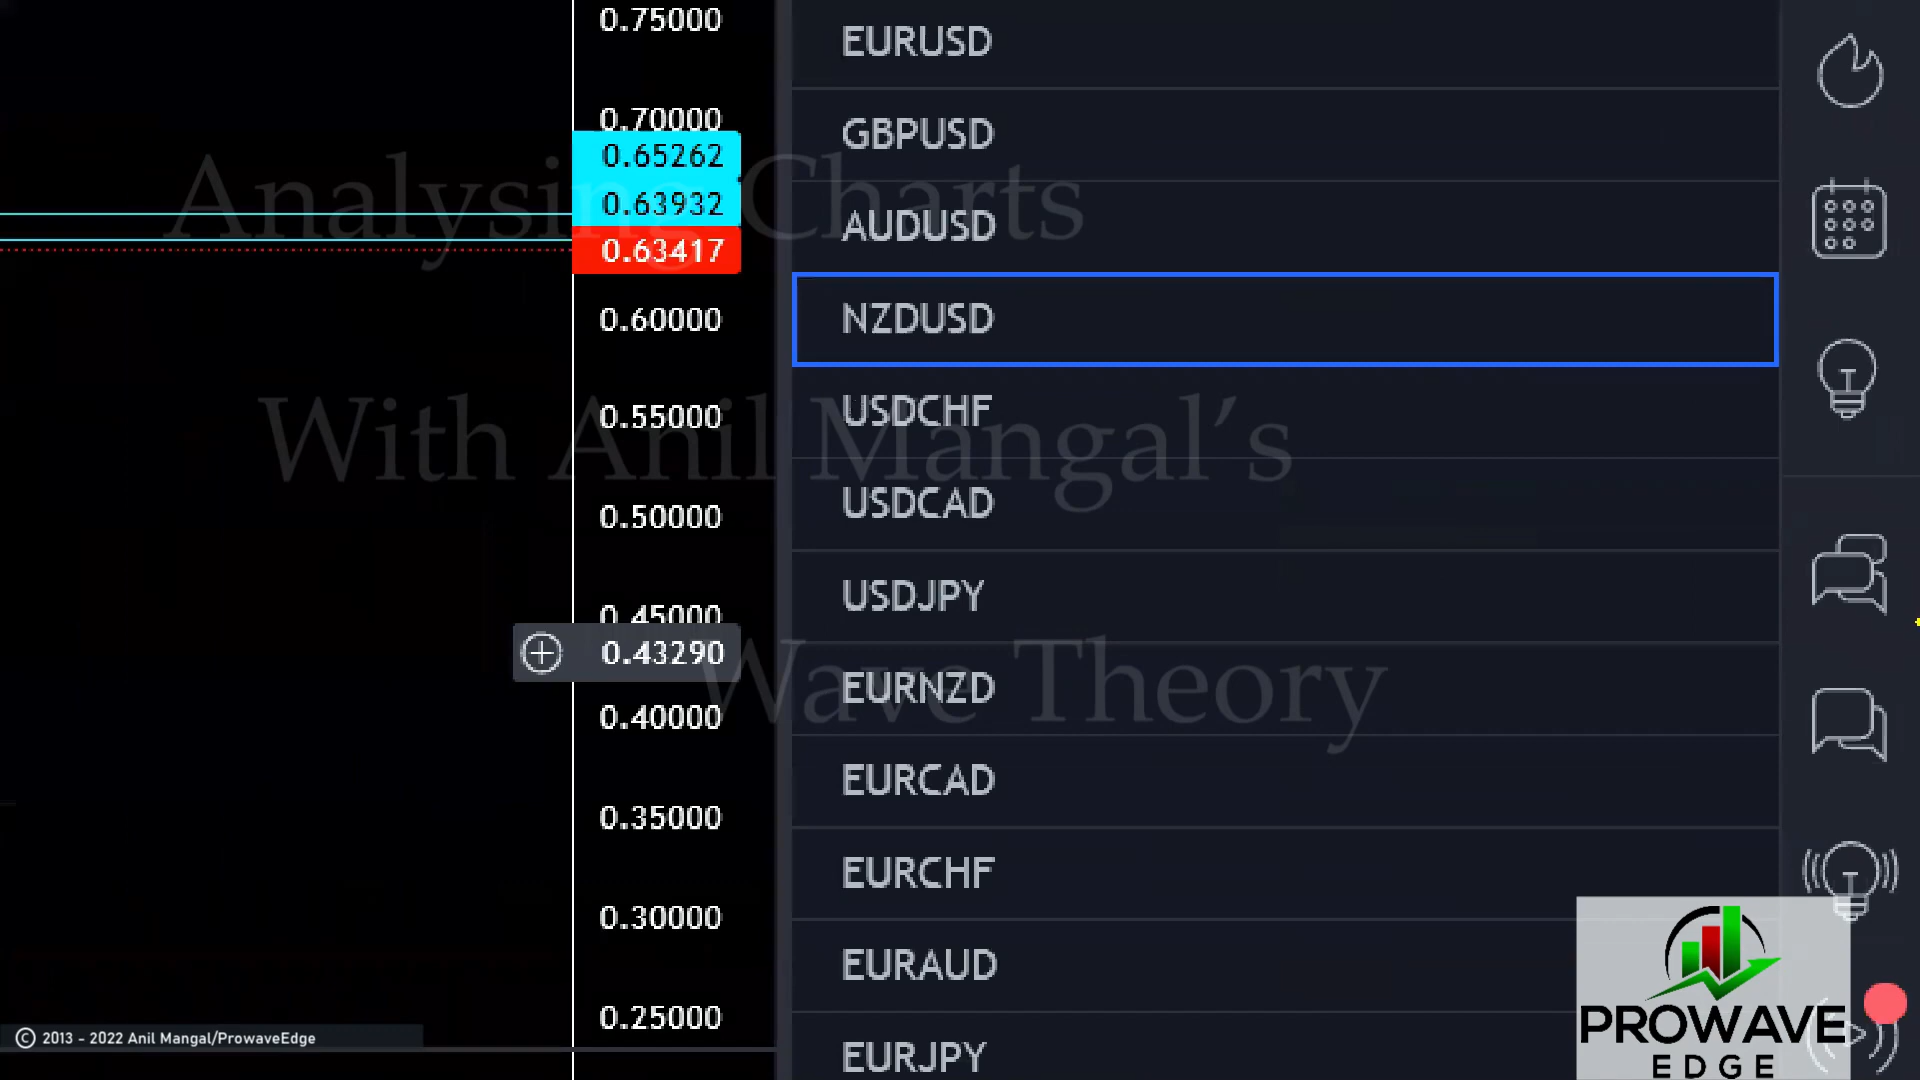 0.75000
0.70000
0.65262
0.63932
0.63417
0.60000
0.55000
0.50000
0.45000
0.43290
0.40000
0.35000
0.30000
0.25000
EURUSD
GBPUSD
AUDUSD
NZDUSD
USDCHF
USDCAD
USDJPY
EURNZD
EURCAD
EURCHF
EURAUD
EURJPY
Analysing Charts
With Anil Mangal’s
Wave Theory
© 2013 - 2022 Anil Mangal/ProwaveEdge
PROWAVE
EDGE